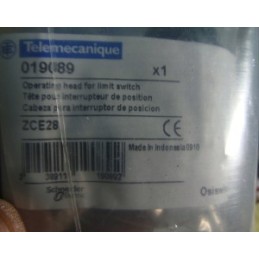 Telemecanique
019089 x1
Operating head for limit switch
Tête pour interrupteur de position
Cabeza para interruptor de posicion
ZCE28 CE
Made in Indonesia
Schneider